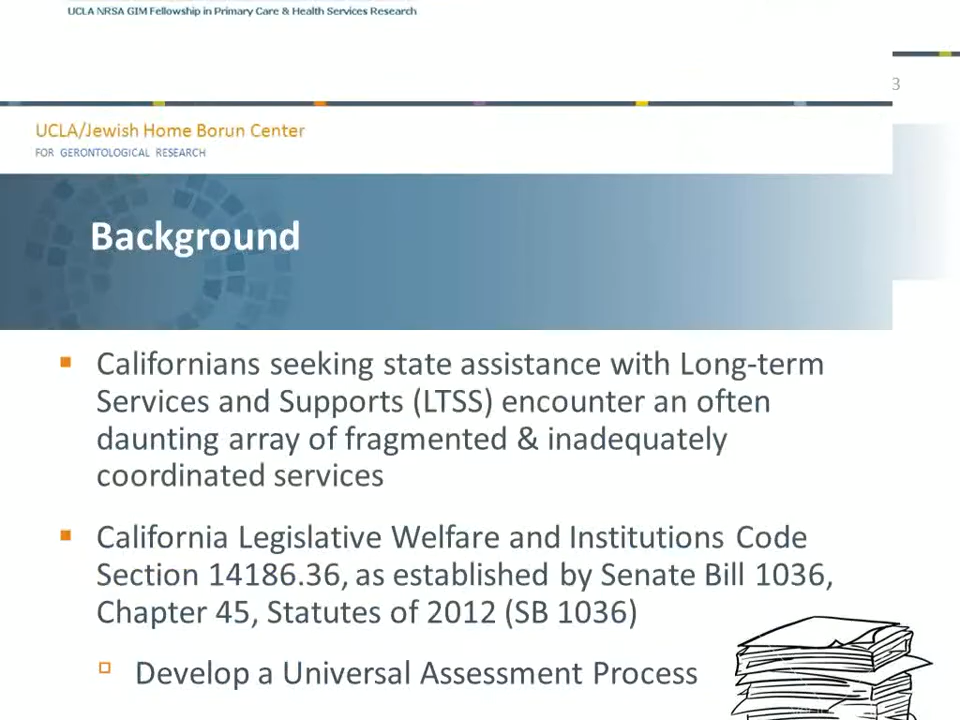 UCLA NRSA GIM Fellowship in Primary Care & Health Services Research
3
UCLA/Jewish Home Borun Center
FOR GERONTOLOGICAL RESEARCH
Background
Californians seeking state assistance with Long-term
Services and Supports (LTSS) encounter an often
daunting array of fragmented & inadequately
coordinated services
California Legislative Welfare and Institutions Code
Section 14186.36, as established by Senate Bill 1036,
Chapter 45, Statutes of 2012 (SB 1036)
Develop a Universal Assessment Process